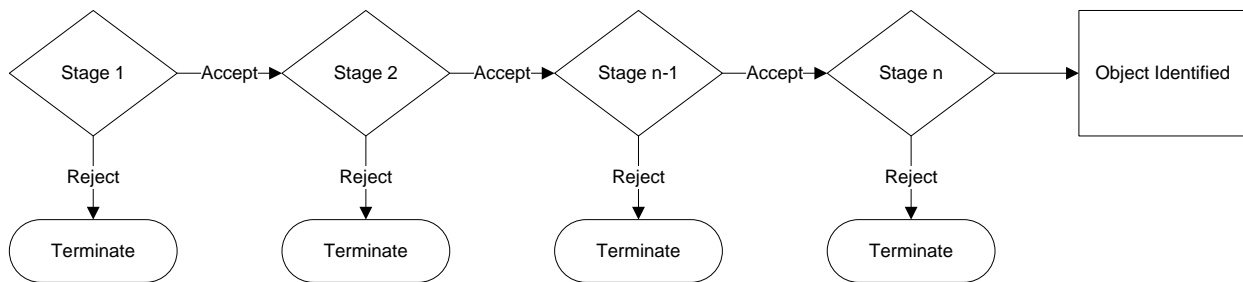 Stage 1
Accept
Stage 2
Accept
Stage n-1
Accept
Stage n
Object Identified
Reject
Reject
Reject
Reject
Terminate
Terminate
Terminate
Terminate